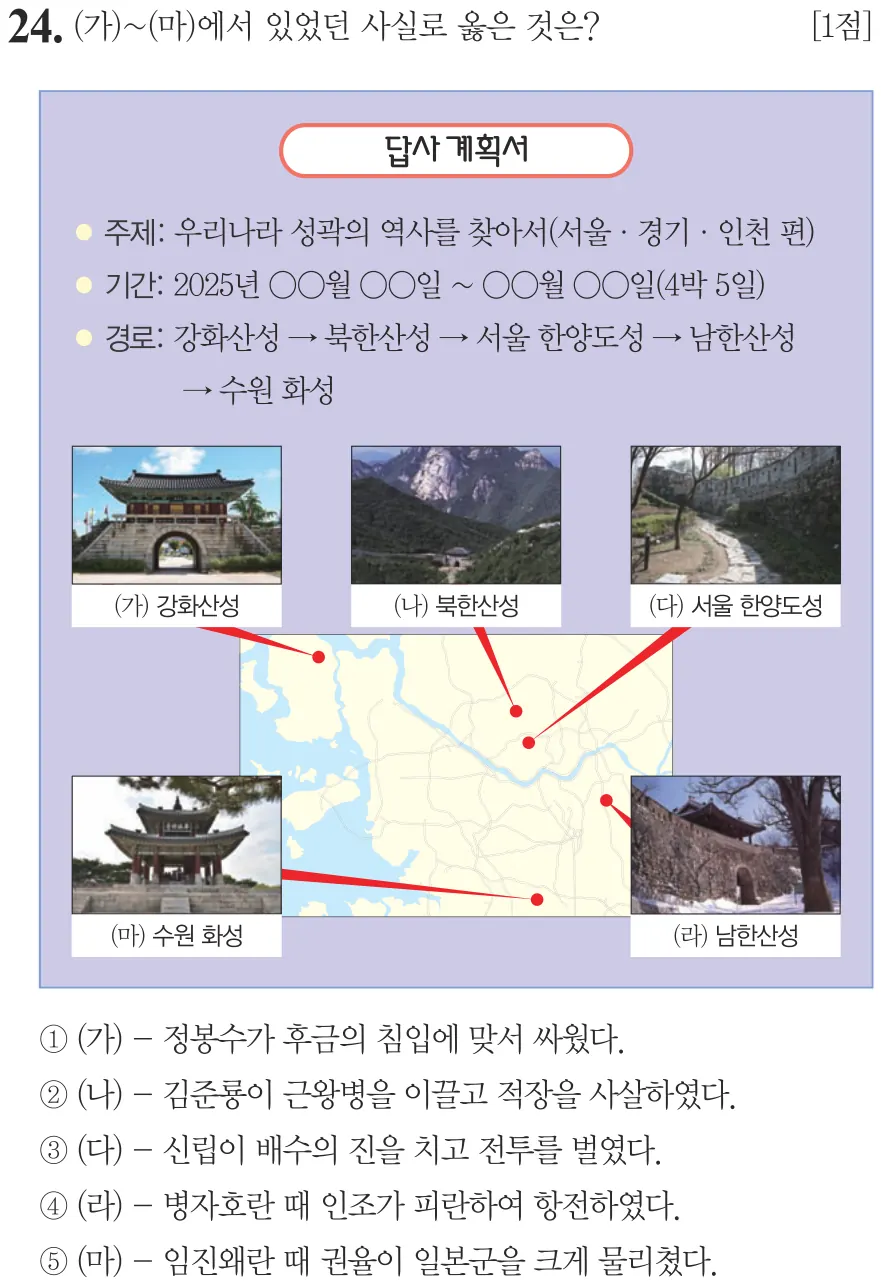 24. (가)~(마)에서 있었던 사실로 옳은 것은? [1점]
답사 계획서
주제: 우리나라 성곽의 역사를 찾아서(서울 · 경기 · 인천 편)
기간: 2025년 ○○월 ○○일 ~ ○○월 ○○일(4박 5일)
경로: 강화산성 → 북한산성 → 서울 한양도성 → 남한산성
→ 수원 화성
(가) 강화산성
(나) 북한산성
(다) 서울 한양도성
(마) 수원 화성
(라) 남한산성
① (가) – 정봉수가 후금의 침입에 맞서 싸웠다.
② (나) – 김준룡이 근왕병을 이끌고 적장을 사살하였다.
③ (다) – 신립이 배수의 진을 치고 전투를 벌였다.
④ (라) – 병자호란 때 인조가 피란하여 항전하였다.
⑤ (마) – 임진왜란 때 권율이 일본군을 크게 물리쳤다.